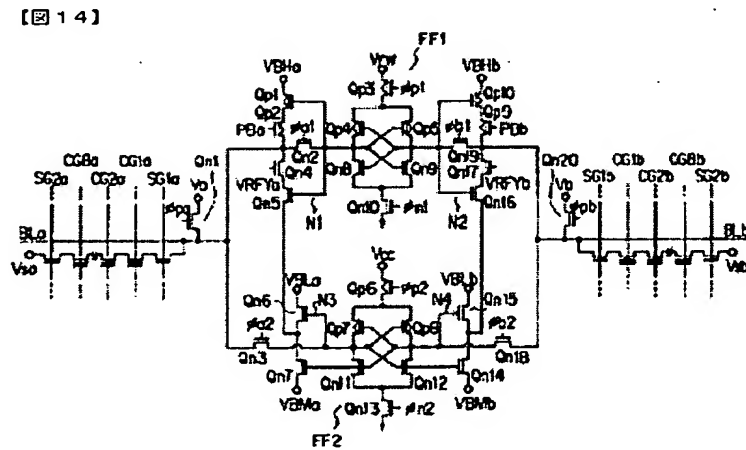 【図14】
FF1
VBHa Vrw VBHb
Qp1 Qp3 φp1 Qp10
Qp2 Qp9
PBa φa1 Qp4 Qp5 φb1 PBb
CG8a CG1a Qn1 Qn2 Qn8 Qn9 Qn19 Qn20 CG1b CG8b
SG2a CG2a SG1a Va Qn4 Qn17 Vb SG1b CG2b SG2b
VRFYa VRFYb
φpa Qn5 N1 Qn10 φn1 N2 Qn16 φpb
BLa BLb
Vsa Vsb
VBLa Vcc VBLb
Qn6 N3 Qp6 φp2 N4 Qn15
φa2 Qp7 Qp8 φb2
Qn3 Qn18
Qn7 Qn11 Qn12 Qn14
VBMa Qn13 φn2 VBMb
FF2